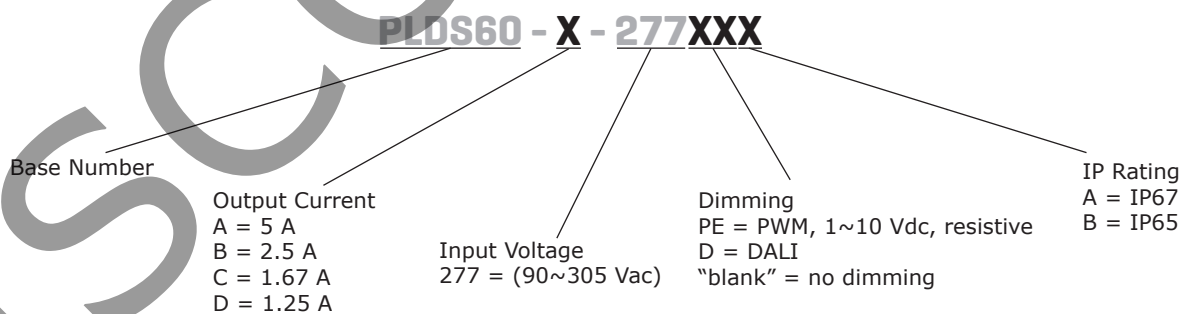 PLDS60 - X - 277XXX
Base Number
Output Current
A = 5 A
B = 2.5 A
C = 1.67 A
D = 1.25 A
Input Voltage
277 = (90~305 Vac)
Dimming
PE = PWM, 1~10 Vdc, resistive
D = DALI
“blank” = no dimming
IP Rating
A = IP67
B = IP65